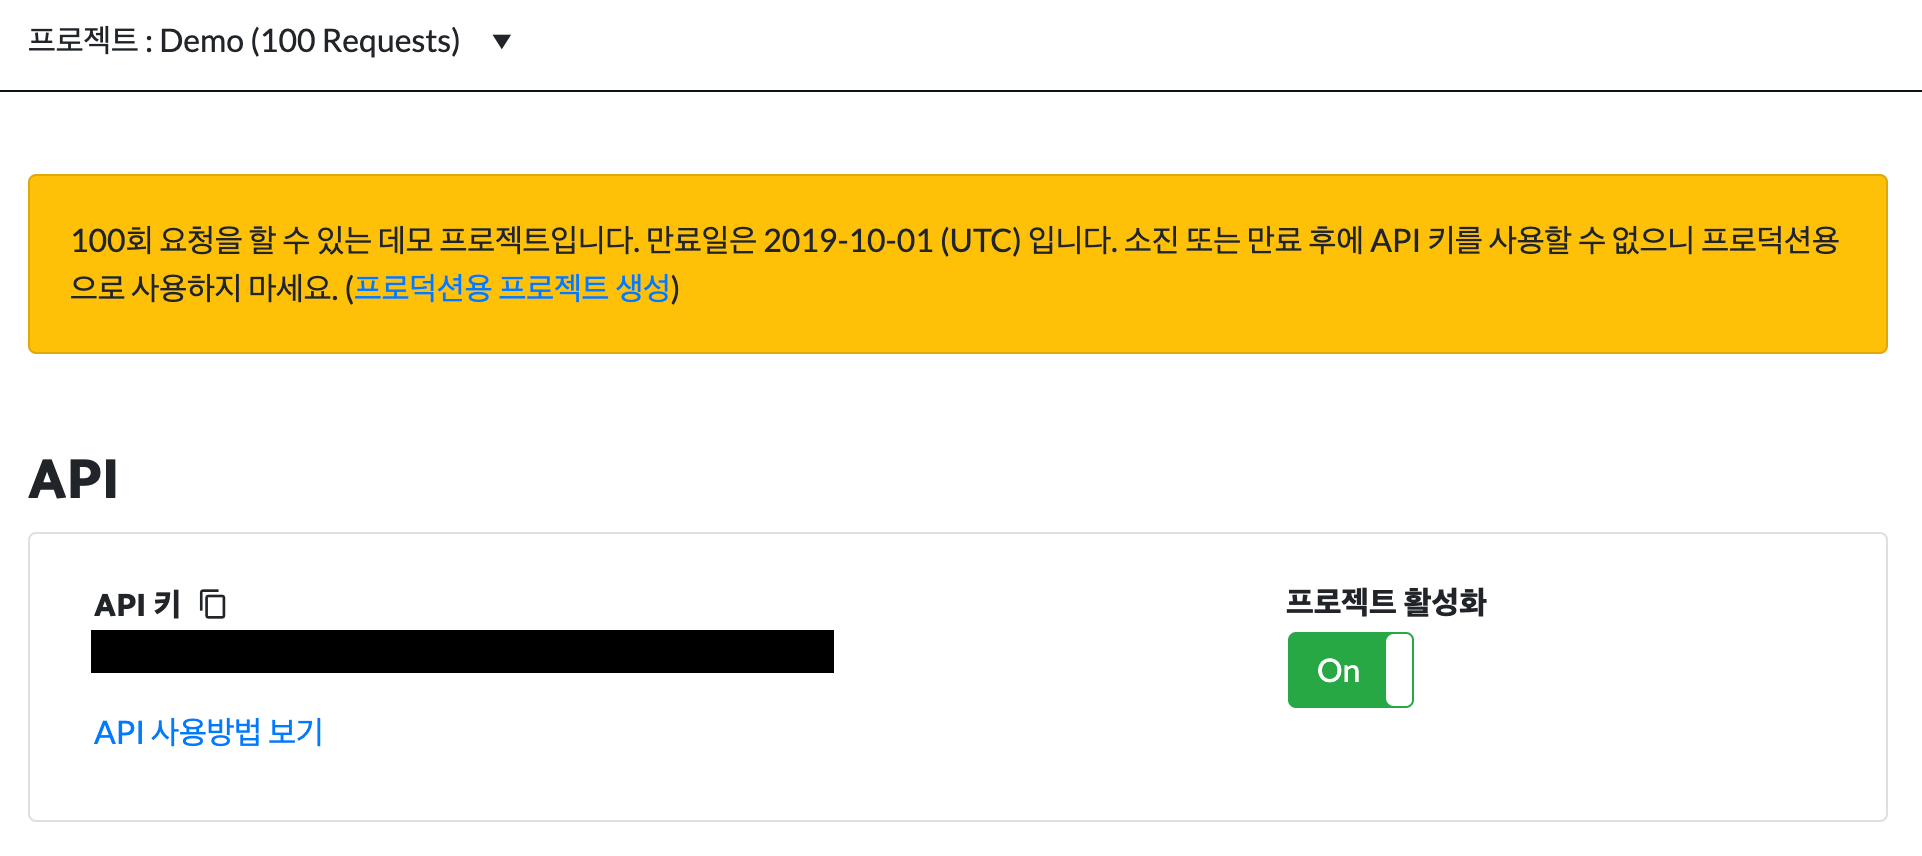 프로젝트 : Demo (100 Requests) ▼
100회 요청을 할 수 있는 데모 프로젝트입니다. 만료일은 2019-10-01 (UTC) 입니다. 소진 또는 만료 후에 API 키를 사용할 수 없으니 프로덕션용
으로 사용하지 마세요. (프로덕션용 프로젝트 생성)
API
API 키
프로젝트 활성화
On
API 사용방법 보기